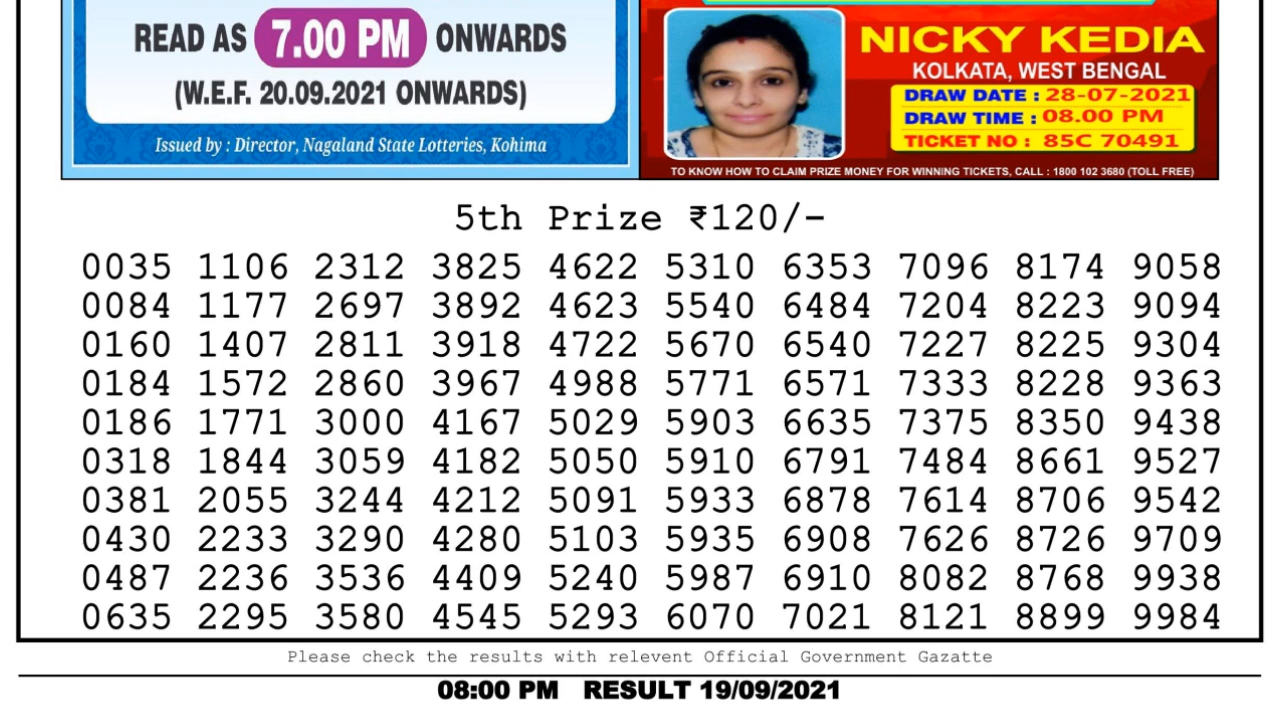 READ AS 7.00 PM ONWARDS
(W.E.F. 20.09.2021 ONWARDS)
Issued by : Director, Nagaland State Lotteries, Kohima
NICKY KEDIA
KOLKATA, WEST BENGAL
DRAW DATE : 28-07-2021
DRAW TIME : 08.00 PM
TICKET NO : 85C 70491
TO KNOW HOW TO CLAIM PRIZE MONEY FOR WINNING TICKETS, CALL : 1800 102 3680 (TOLL FREE)
5th Prize ₹120/-
0035 1106 2312 3825 4622 5310 6353 7096 8174 9058
0084 1177 2697 3892 4623 5540 6484 7204 8223 9094
0160 1407 2811 3918 4722 5670 6540 7227 8225 9304
0184 1572 2860 3967 4988 5771 6571 7333 8228 9363
0186 1771 3000 4167 5029 5903 6635 7375 8350 9438
0318 1844 3059 4182 5050 5910 6791 7484 8661 9527
0381 2055 3244 4212 5091 5933 6878 7614 8706 9542
0430 2233 3290 4280 5103 5935 6908 7626 8726 9709
0487 2236 3536 4409 5240 5987 6910 8082 8768 9938
0635 2295 3580 4545 5293 6070 7021 8121 8899 9984
Please check the results with relevent Official Government Gazatte
08:00 PM RESULT 19/09/2021